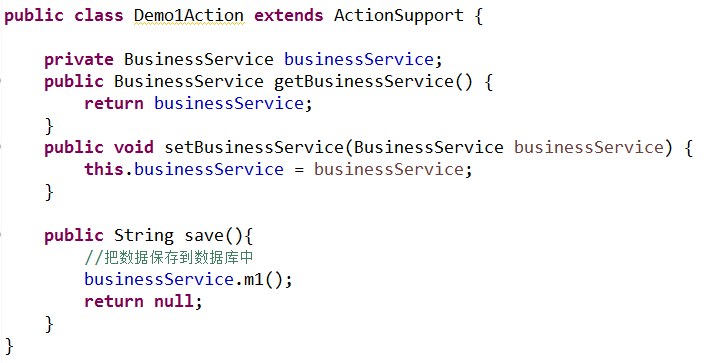 public class Demo1Action extends ActionSupport {
private BusinessService businessService;
public BusinessService getBusinessService() {
return businessService;
}
public void setBusinessService(BusinessService businessService) {
this.businessService = businessService;
}
public String save(){
//把数据保存到数据库中
businessService.m1();
return null;
}
}